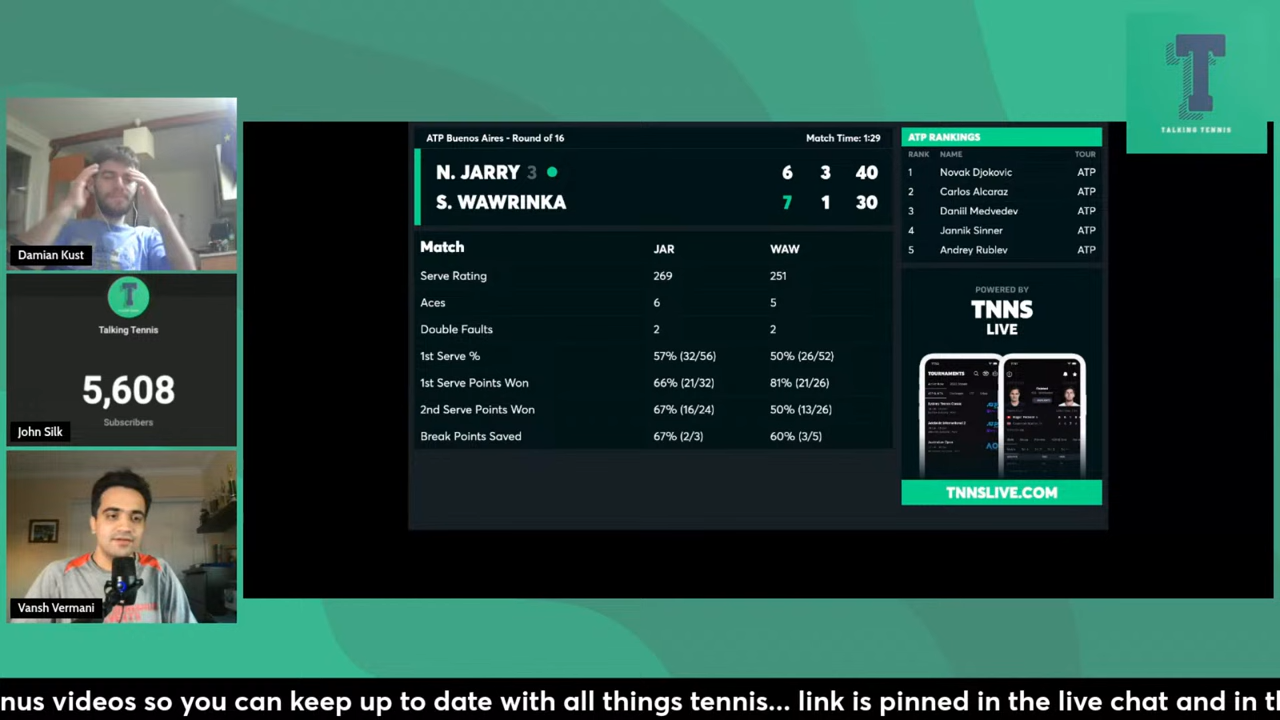 T
TALKING TENNIS
Damian Kust
Talking Tennis
5,608
Subscribers
John Silk
Vansh Vermani
ATP Buenos Aires - Round of 16
Match Time: 1:29
N. JARRY 3 6 3 40
S. WAWRINKA 7 1 30
Match JAR WAW
Serve Rating 269 251
Aces 6 5
Double Faults 2 2
1st Serve % 57% (32/56) 50% (26/52)
1st Serve Points Won 66% (21/32) 81% (21/26)
2nd Serve Points Won 67% (16/24) 50% (13/26)
Break Points Saved 67% (2/3) 60% (3/5)
ATP RANKINGS
RANK NAME TOUR
1 Novak Djokovic ATP
2 Carlos Alcaraz ATP
3 Daniil Medvedev ATP
4 Jannik Sinner ATP
5 Andrey Rublev ATP
POWERED BY
TNNS
LIVE
TOURNAMENTS
TNNSLIVE.COM
nus videos so you can keep up to date with all things tennis... link is pinned in the live chat and in t